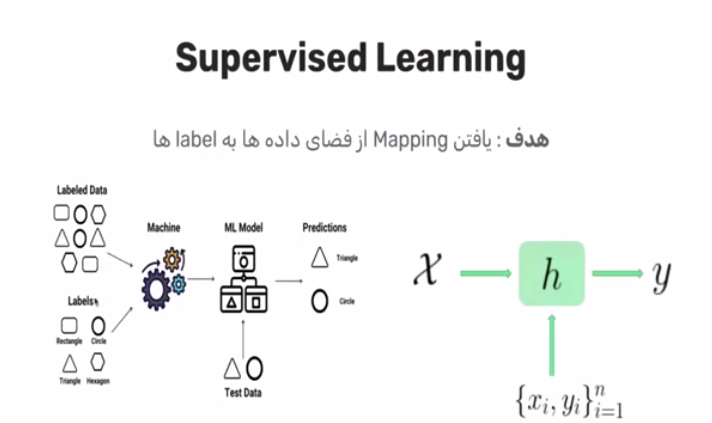 Supervised Learning
هدف : یافتن Mapping از فضای داده ها به label ها
Labeled Data
Machine
ML Model
Predictions
Triangle
Circle
Labels
Rectangle
Circle
Triangle
Hexagon
Test Data
𝒳
h
y
{x_i, y_i}_{i=1}^n